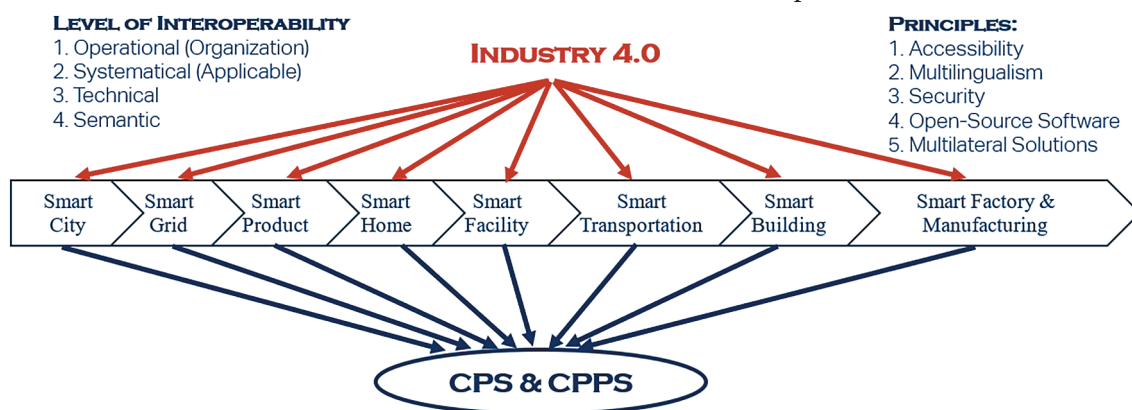 LEVEL OF INTEROPERABILITY
1. Operational (Organization)
2. Systematical (Applicable)
3. Technical
4. Semantic
INDUSTRY 4.0
PRINCIPLES:
1. Accessibility
2. Multilingualism
3. Security
4. Open-Source Software
5. Multilateral Solutions
Smart
City
Smart
Grid
Smart
Product
Smart
Home
Smart
Facility
Smart
Transportation
Smart
Building
Smart Factory &
Manufacturing
CPS & CPPS